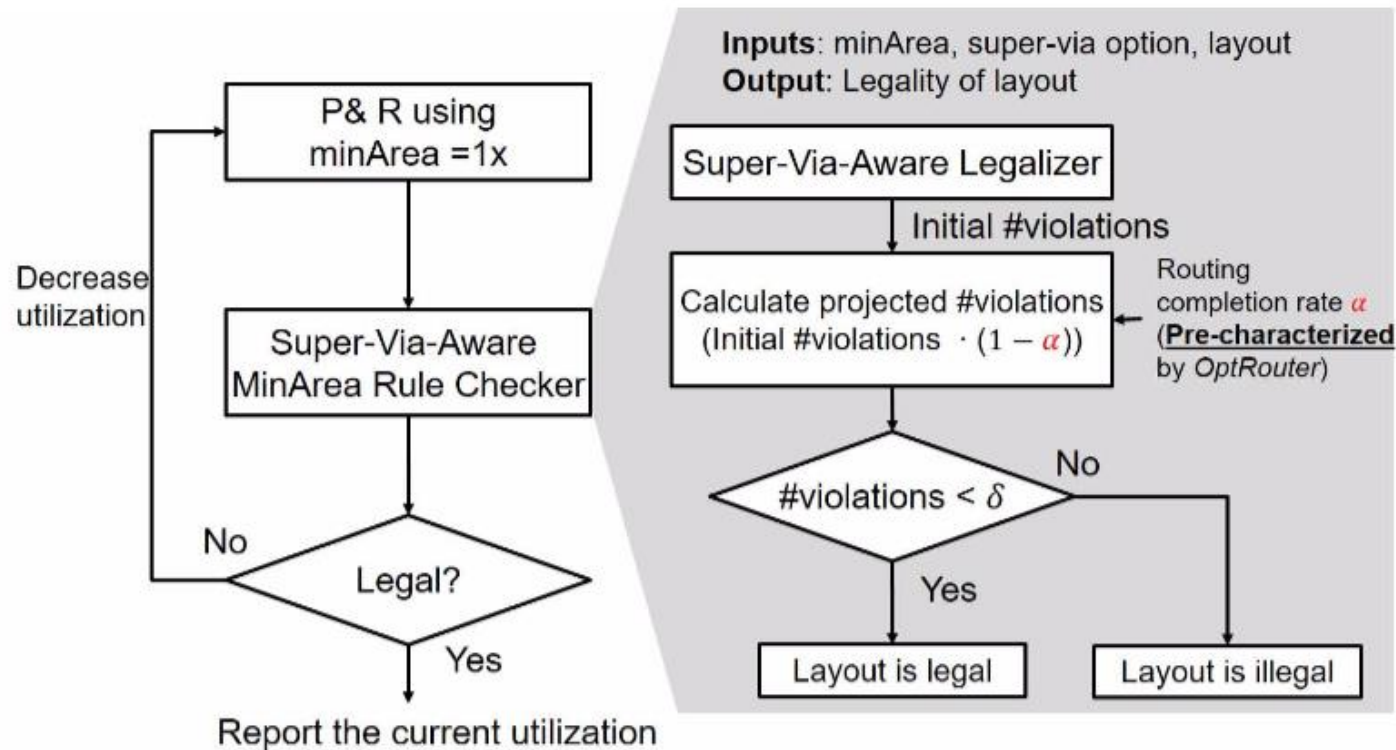 P& R using
minArea =1x
Decrease
utilization
Super-Via-Aware
MinArea Rule Checker
No
Legal?
Yes
Report the current utilization
Inputs: minArea, super-via option, layout
Output: Legality of layout
Super-Via-Aware Legalizer
Initial #violations
Calculate projected #violations
(Initial #violations · (1 − α))
Routing
completion rate α
(Pre-characterized
by OptRouter)
#violations < δ
No
Yes
Layout is legal
Layout is illegal